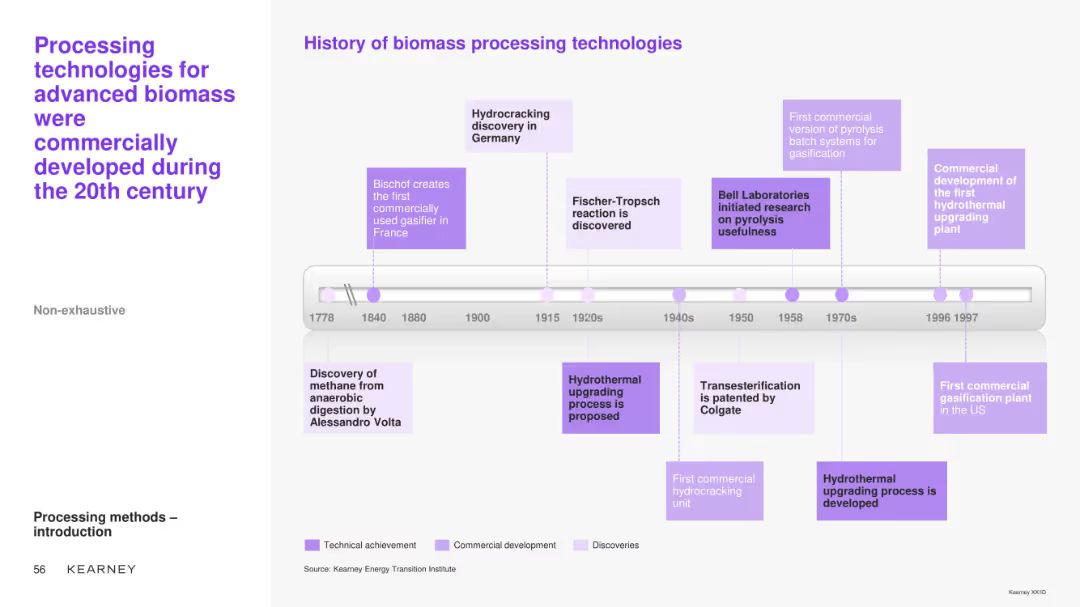 Processing
technologies for
advanced biomass
were
commercially
developed during
the 20th century
Non-exhaustive
Processing methods –
introduction
56 KEARNEY
History of biomass processing technologies
Hydrocracking
discovery in
Germany
First commercial
version of pyrolysis
batch systems for
gasification
Bischof creates
the first
commercially
used gasifier in
France
Fischer-Tropsch
reaction is
discovered
Bell Laboratories
initiated research
on pyrolysis
usefulness
Commercial
development of
the first
hydrothermal
upgrading
plant
1778 1840 1880 1900 1915 1920s 1940s 1950 1958 1970s 1996 1997
Discovery of
methane from
anaerobic
digestion by
Alessandro Volta
Hydrothermal
upgrading
process is
proposed
Transesterification
is patented by
Colgate
First commercial
gasification plant
in the US
First commercial
hydrocracking
unit
Hydrothermal
upgrading process is
developed
Technical achievement Commercial development Discoveries
Source: Kearney Energy Transition Institute